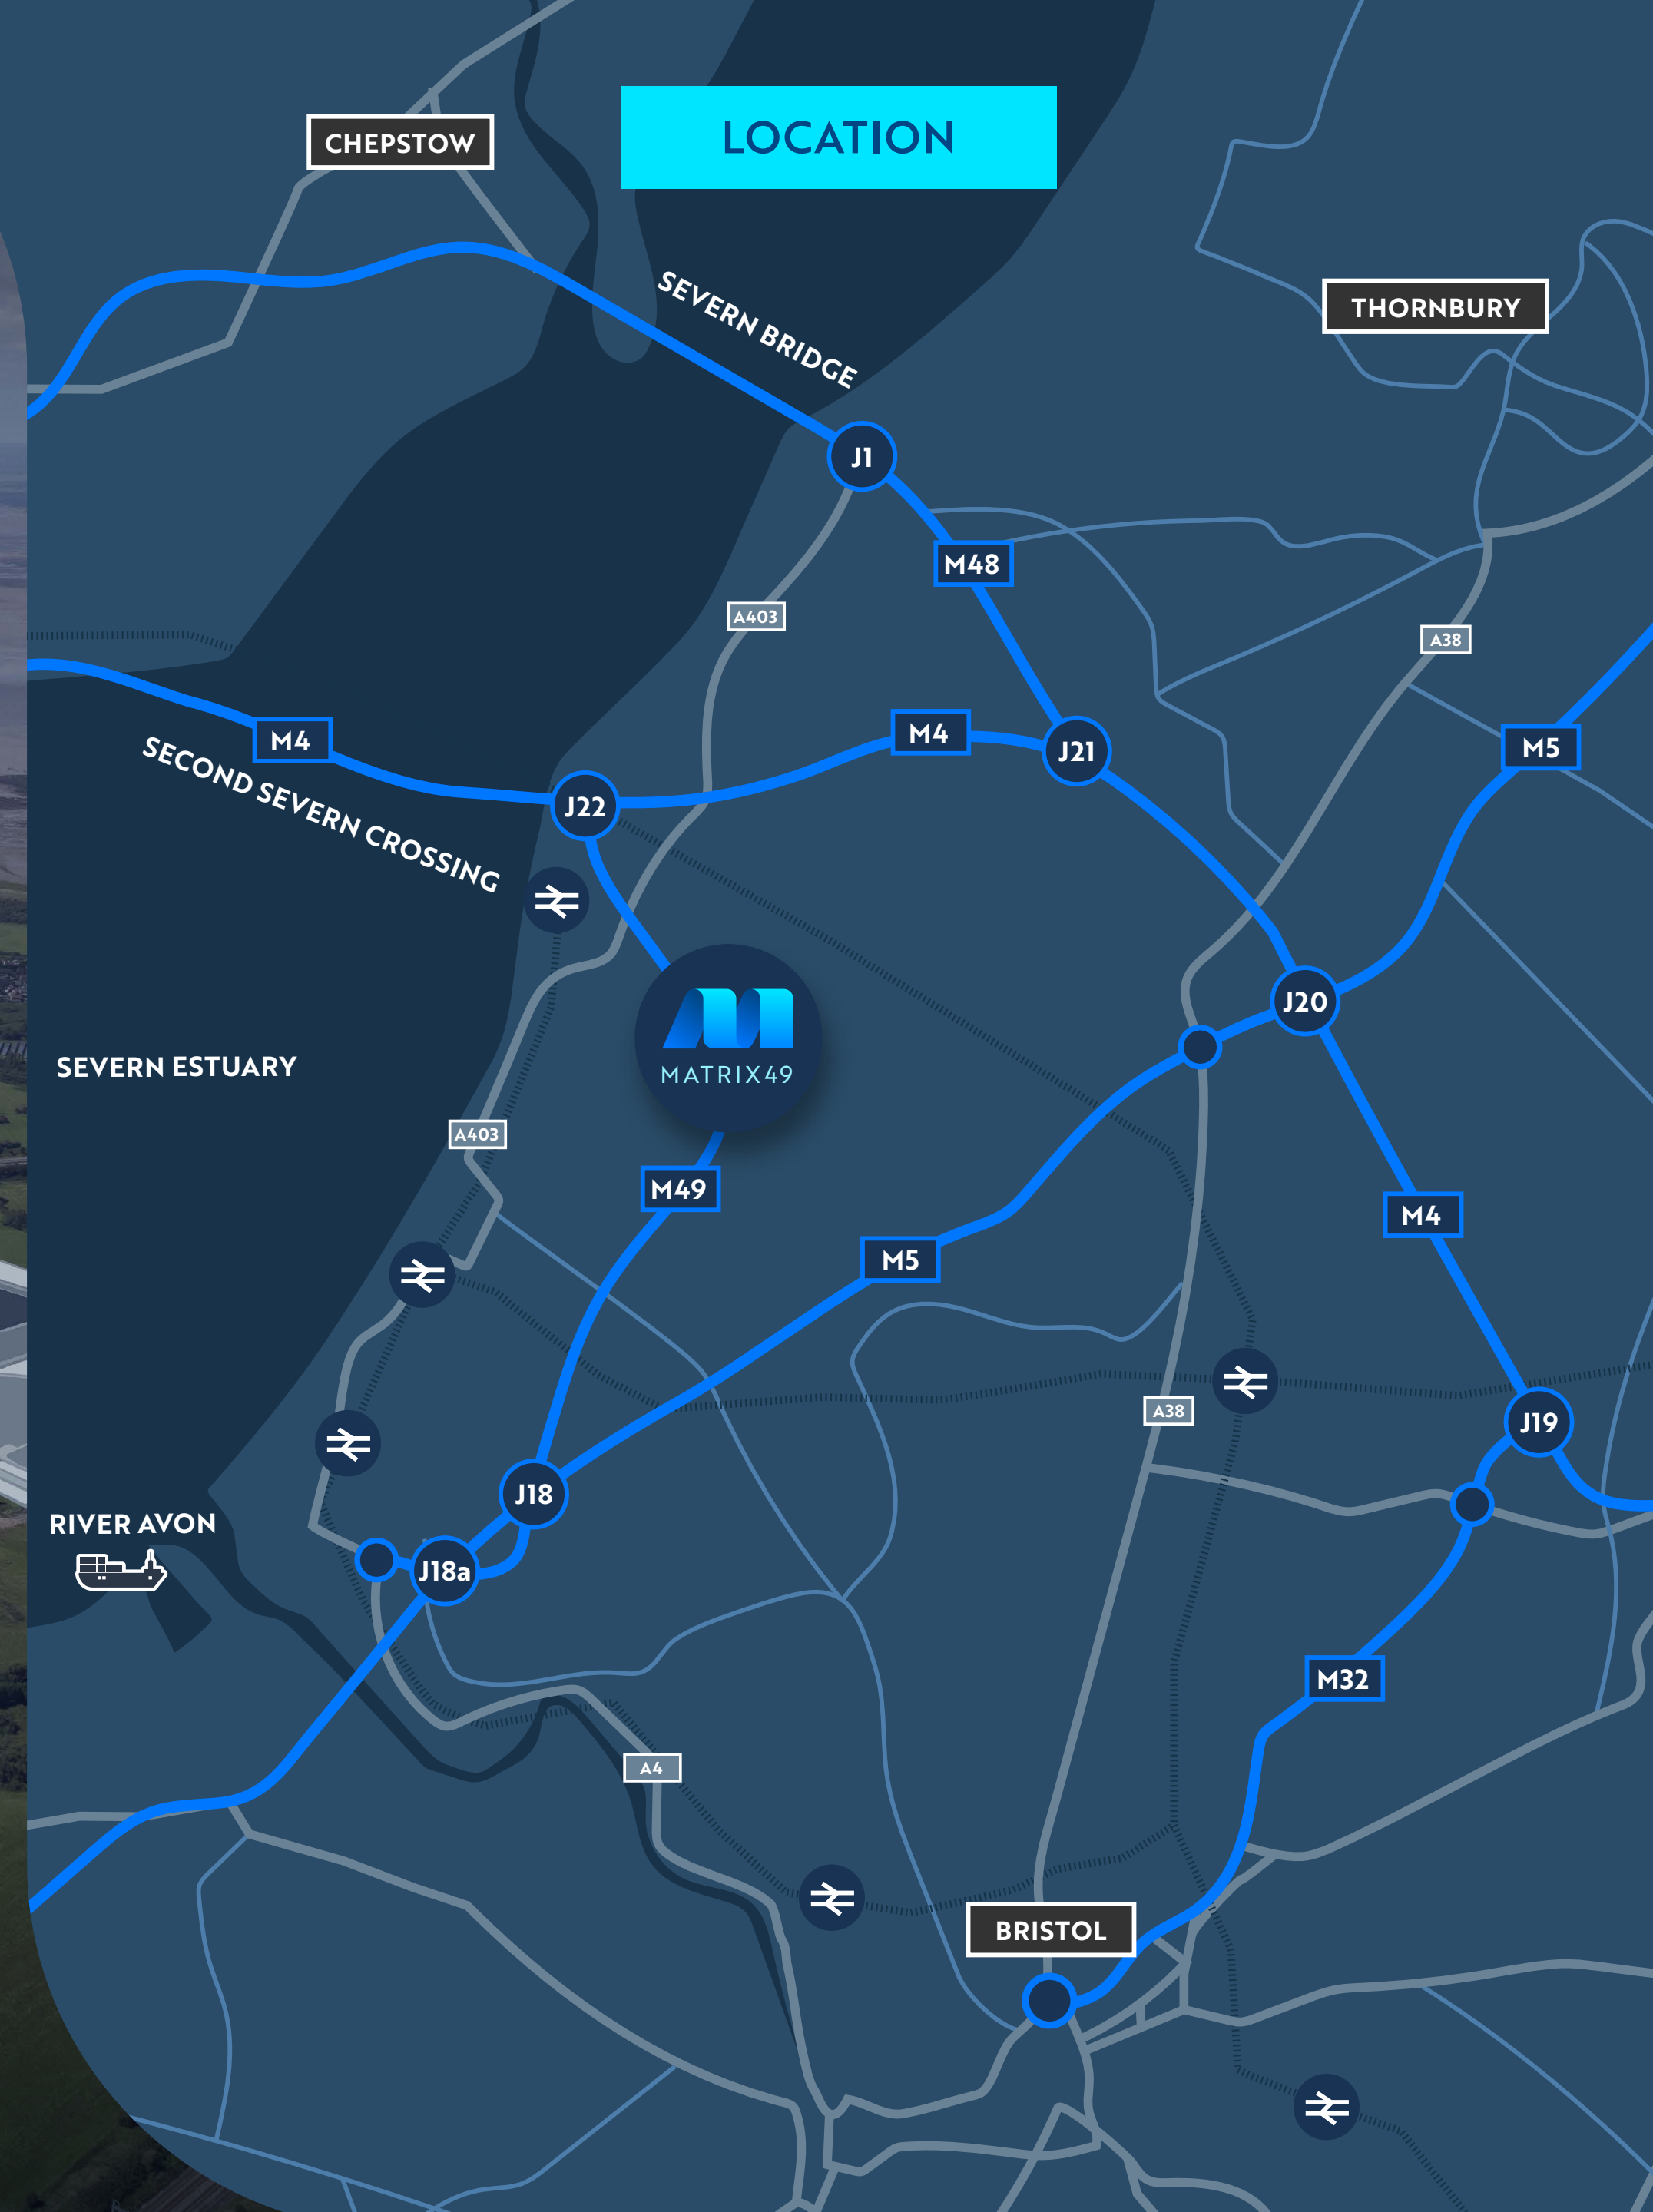 LOCATION
CHEPSTOW
THORNBURY
SEVERN BRIDGE
J1
M48
A403
A38
M4
M4
J21
M5
SECOND SEVERN CROSSING
J22
J20
MATRIX49
SEVERN ESTUARY
A403
M49
M4
M5
A38
J19
J18
RIVER AVON
J18a
M32
A4
BRISTOL